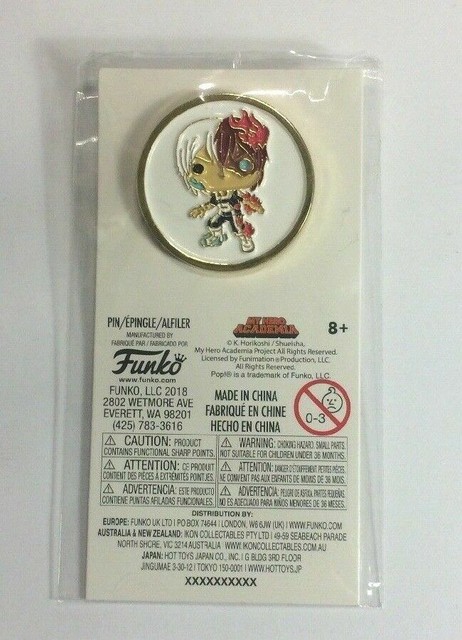 PIN/ÉPINGLE/ALFILER
MANUFACTURED BY
FABRIQUÉ PAR / FABRICADO POR
Funko
www.funko.com
FUNKO, LLC 2018
2802 WETMORE AVE
EVERETT, WA 98201
(425) 783-3616
MY HERO
ACADEMIA
8+
© K. Horikoshi / Shueisha,
My Hero Academia Project All Rights Reserved.
Licensed by Funimation® Production, LLC.
All Rights Reserved.
Pop!® is a trademark of Funko, LLC
MADE IN CHINA
FABRIQUÉ EN CHINE
HECHO EN CHINA
0-3
CAUTION: PRODUCT
CONTAINS FUNCTIONAL SHARP POINTS.
ATTENTION: CE PRODUIT
CONTIENT DES PIÈCES À EXTRÉMITÉS POINTUES.
ADVERTENCIA: ESTE PRODUCTO
CONTIENE PUNTAS AFILADAS FUNCIONALES.
WARNING: CHOKING HAZARD. SMALL PARTS.
NOT SUITABLE FOR CHILDREN UNDER 36 MONTHS.
ATTENTION: DANGER D'ÉTOUFFEMENT. PETITES PIÈCES.
NE CONVIENT PAS AUX ENFANTS DE MOINS DE 36 MOIS.
ADVERTENCIA: PELIGRO DE ASFIXIA. PARTES PEQUEÑAS.
NO ES ADECUADO PARA NIÑOS MENORES DE 36 MESES.
DISTRIBUTION BY:
EUROPE: FUNKO UK LTD | PO BOX 74644 | LONDON, W6 6JW (UK) | WWW.FUNKO.COM
AUSTRALIA & NEW ZEALAND: IKON COLLECTABLES PTY LTD | 49-59 SEABEACH PARADE
NORTH SHORE, VIC 3214 AUSTRALIA WWW.IKONCOLLECTABLES.COM.AU
JAPAN: HOT TOYS JAPAN CO., INC. | G BLDG 3RD FLOOR
JINGUMAE 3-30-12 | TOKYO 150-0001 | WWW.HOTTOYS.JP
XXXXXXXXXX